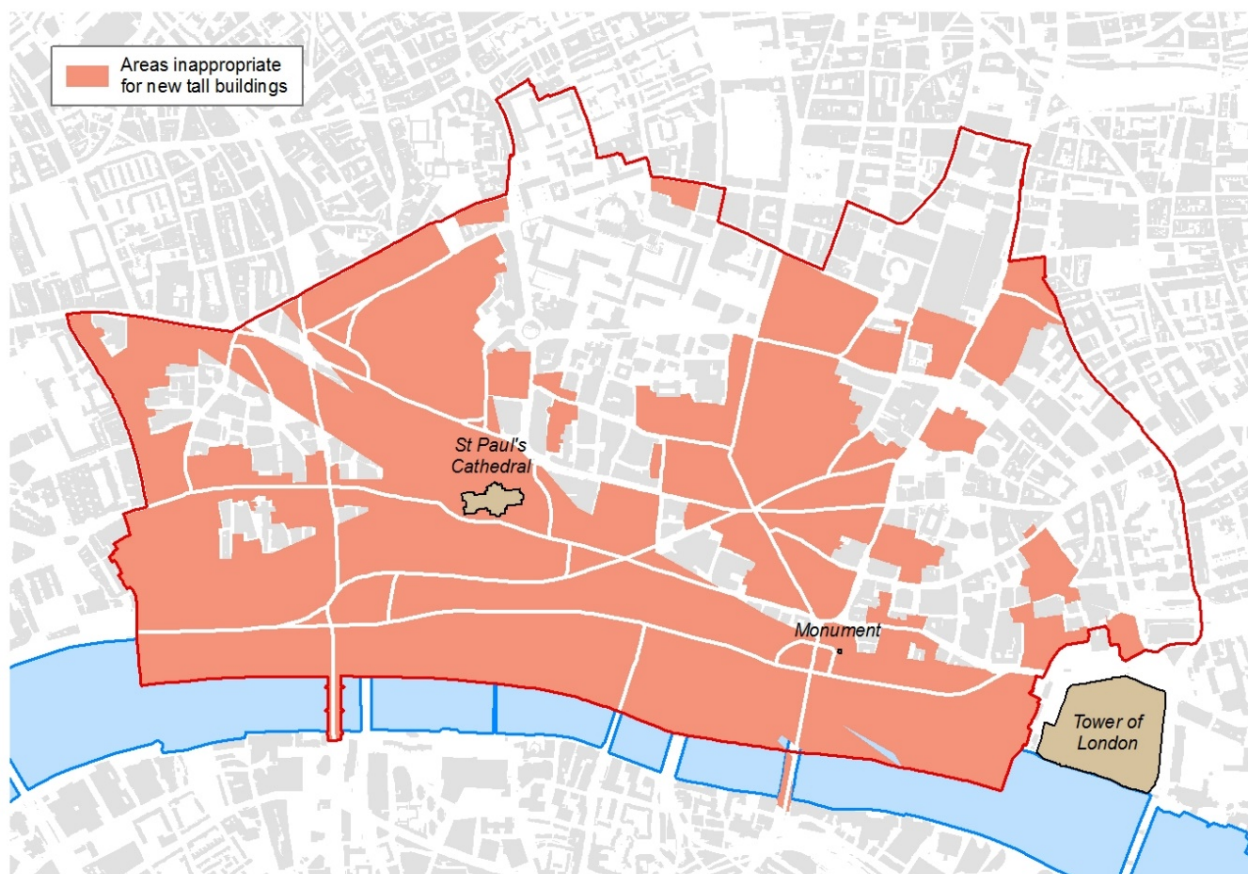 Areas inappropriate
for new tall buildings
St Paul's
Cathedral
Monument
Tower of
London